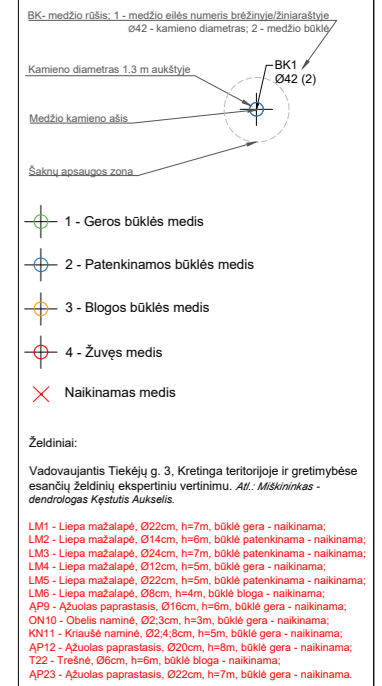 BK- medžio rūšis; 1 - medžio eilės numeris brėžinyje/žiniaraštyje
Ø42 - kamieno diametras; 2 - medžio būklė
BK1
Ø42 (2)
Kamieno diametras 1.3 m aukštyje
Medžio kamieno ašis
Šaknų apsaugos zona
1 - Geros būklės medis
2 - Patenkinamos būklės medis
3 - Blogos būklės medis
4 - Žuvęs medis
Naikinamas medis
Želdiniai:
Vadovaujantis Tiekėjų g. 3, Kretinga teritorijoje ir gretimybėse
esančių želdinių ekspertiniu vertinimu. Atl.: Miškininkas -
dendrologas Kęstutis Aukselis.
LM1 - Liepa mažalapė, Ø22cm, h=7m, būklė gera - naikinama;
LM2 - Liepa mažalapė, Ø14cm, h=6m, būklė patenkinama - naikinama;
LM3 - Liepa mažalapė, Ø24cm, h=7m, būklė patenkinama - naikinama;
LM4 - Liepa mažalapė, Ø12cm, h=5m, būklė gera - naikinama;
LM5 - Liepa mažalapė, Ø22cm, h=5m, būklė patenkinama - naikinama;
LM6 - Liepa mažalapė, Ø8cm, h=4m, būklė bloga - naikinama;
ĄP9 - Ąžuolas paprastasis, Ø16cm, h=6m, būklė gera - naikinama;
ON10 - Obelis naminė, Ø2;3cm, h=3m, būklė gera - naikinama;
KN11 - Kriaušė naminė, Ø2;4;8cm, h=5m, būklė gera - naikinama;
ĄP12 - Ąžuolas paprastasis, Ø20cm, h=8m, būklė gera - naikinama;
T22 - Trešnė, Ø6cm, h=6m, būklė bloga - naikinama;
ĄP23 - Ąžuolas paprastasis, Ø22cm, h=7m, būklė gera - naikinama.